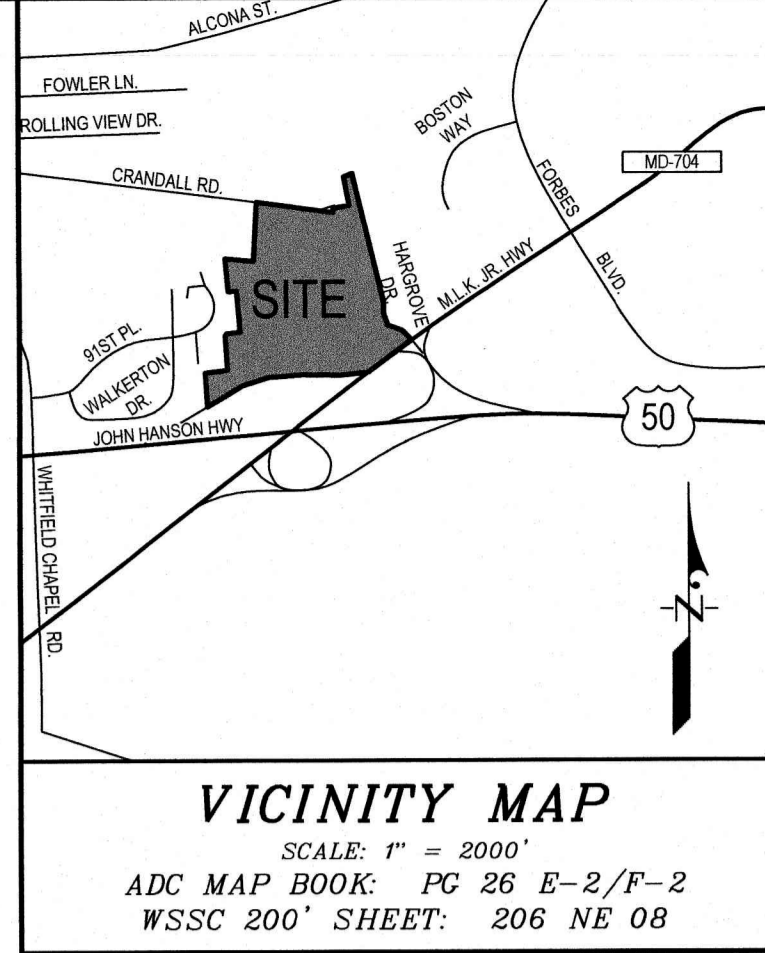 ALCONA ST.
FOWLER LN.
ROLLING VIEW DR.
BOSTON
WAY
MD-704
CRANDALL RD.
FORBES
BLVD.
HARGROVE
DR.
M.L.K. JR. HWY
SITE
91ST PL.
WALKERTON
DR.
JOHN HANSON HWY
50
WHITFIELD CHAPEL RD.
N
VICINITY MAP
SCALE: 1" = 2000'
ADC MAP BOOK: PG 26 E-2/F-2
WSSC 200' SHEET: 206 NE 08